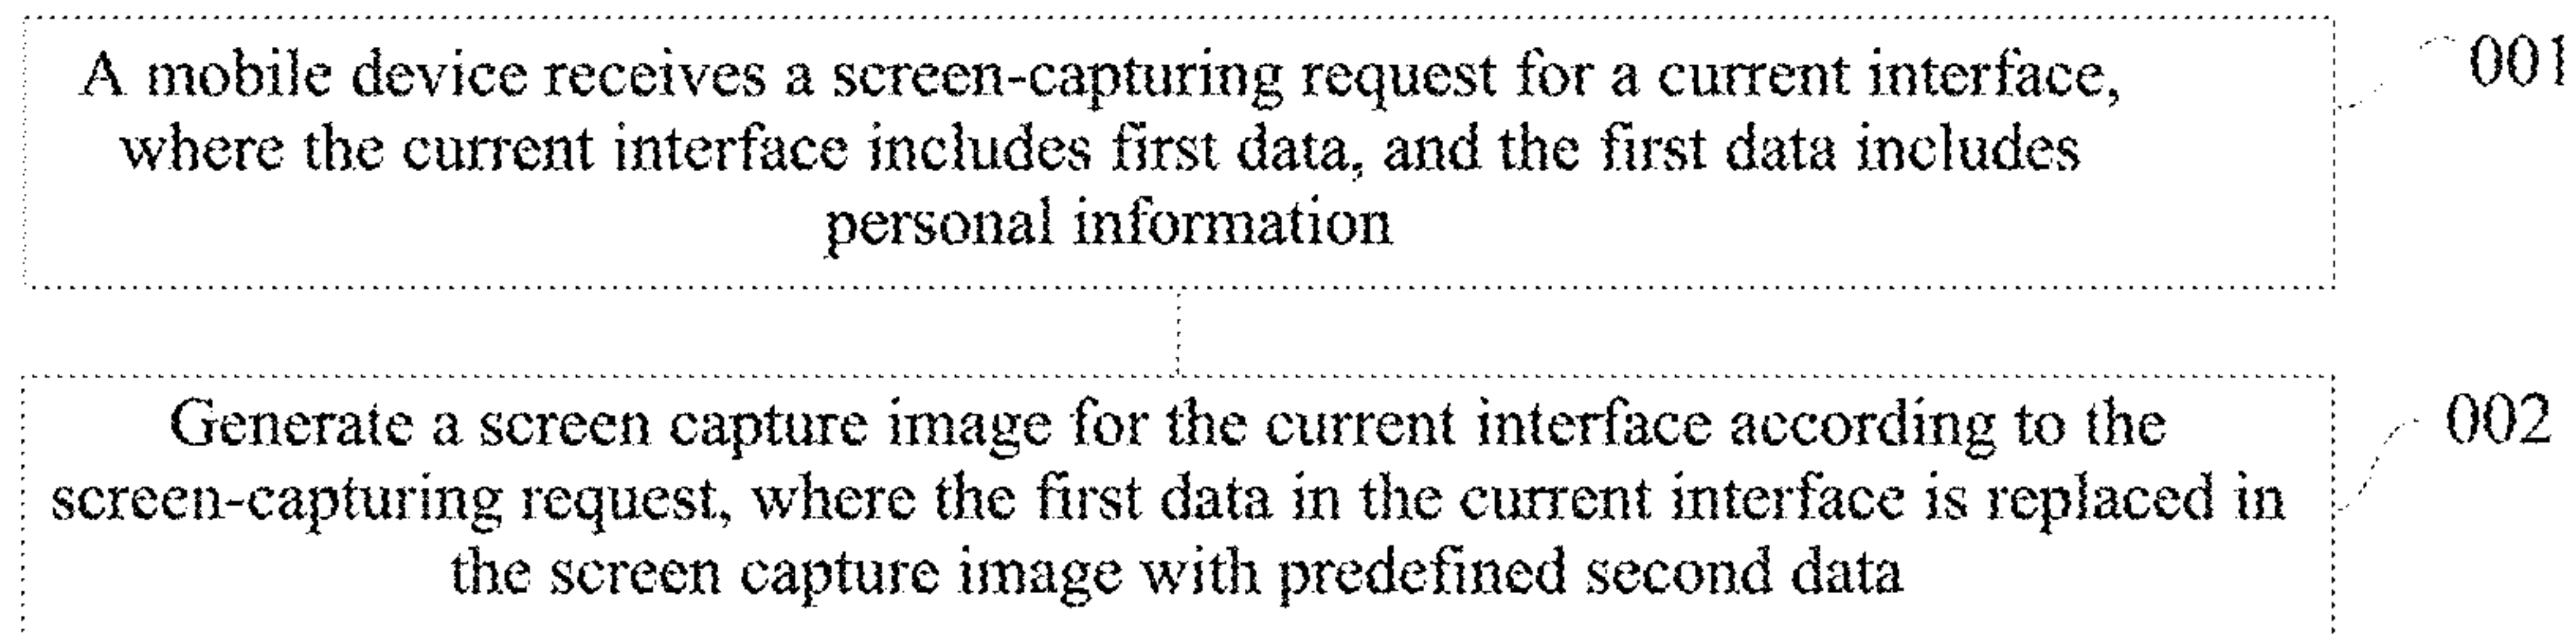 A mobile device receives a screen-capturing request for a current interface, 001
where the current interface includes first data, and the first data includes
personal information
Generate a screen capture image for the current interface according to the 002
screen-capturing request, where the first data in the current interface is replaced in
the screen capture image with predefined second data